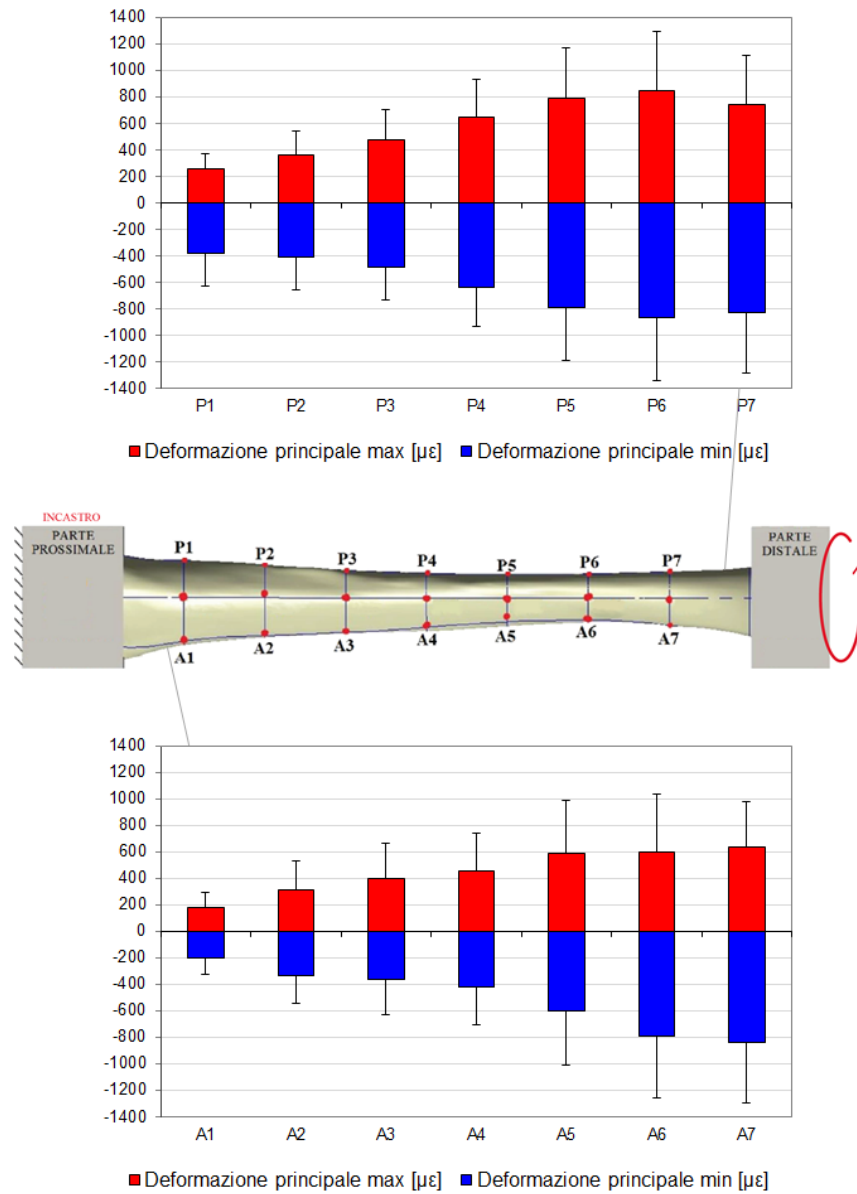 1400
1200
1000
800
600
400
200
0
-200
-400
-600
-800
-1000
-1200
-1400
P1 P2 P3 P4 P5 P6 P7
Deformazione principale max [με] Deformazione principale min [με]
INCASTRO
PARTE
PROSSIMALE
P1 P2 P3 P4 P5 P6 P7
A1 A2 A3 A4 A5 A6 A7
PARTE
DISTALE
1400
1200
1000
800
600
400
200
0
-200
-400
-600
-800
-1000
-1200
-1400
A1 A2 A3 A4 A5 A6 A7
Deformazione principale max [με] Deformazione principale min [με]